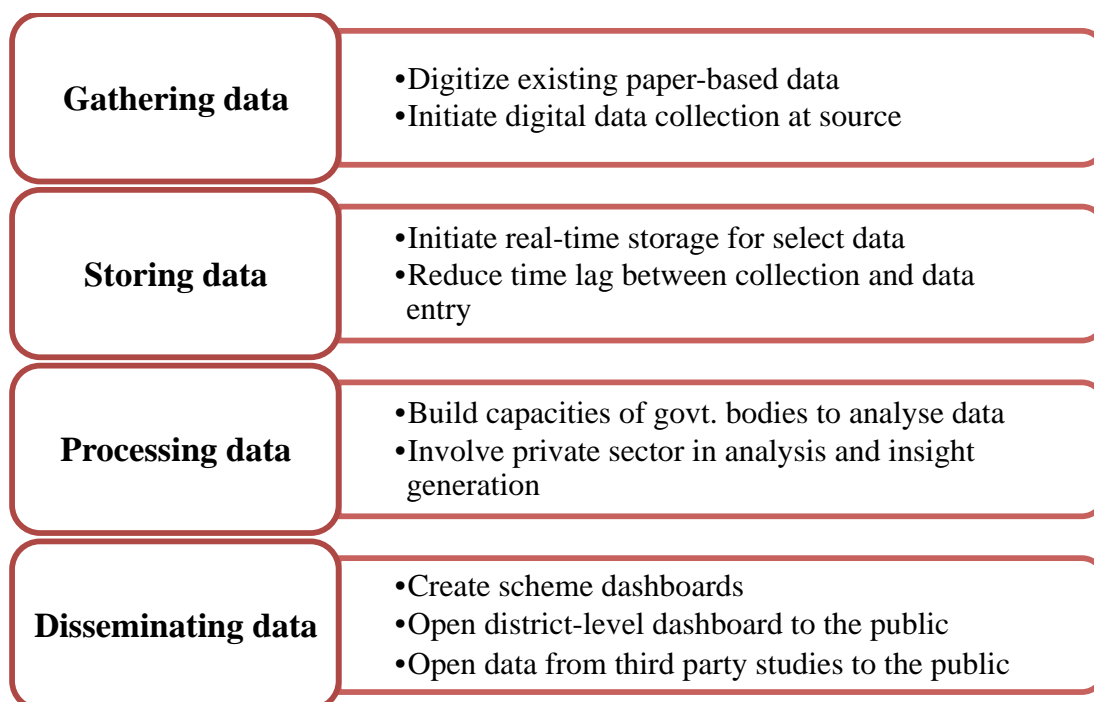 Gathering data
•Digitize existing paper-based data
•Initiate digital data collection at source
Storing data
•Initiate real-time storage for select data
•Reduce time lag between collection and data
entry
Processing data
•Build capacities of govt. bodies to analyse data
•Involve private sector in analysis and insight
generation
Disseminating data
•Create scheme dashboards
•Open district-level dashboard to the public
•Open data from third party studies to the public